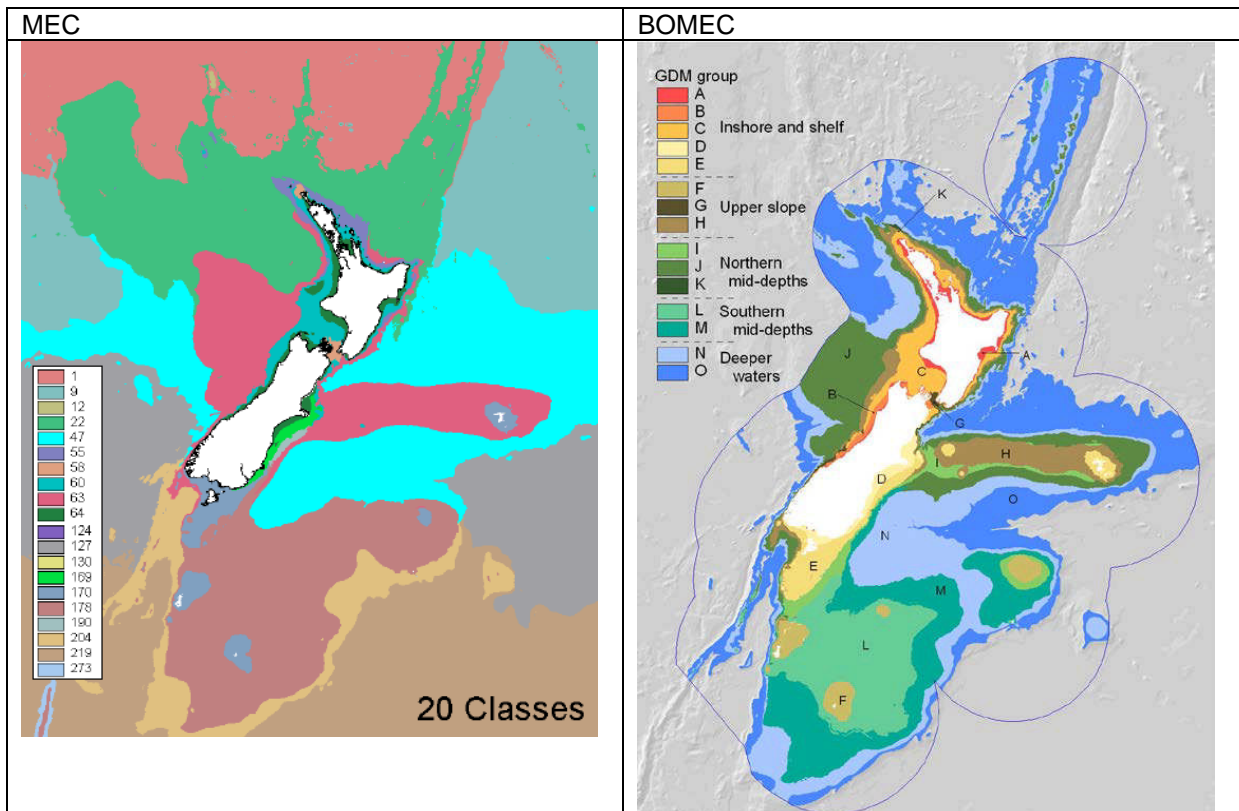 MEC
BOMEC
1
9
12
22
47
55
58
60
63
64
124
127
130
169
170
178
190
204
219
273
20 Classes
GDM group
A
B
C
Inshore and shelf
D
E
F
G
Upper slope
H
I
J
Northern
mid-depths
K
L
Southern
mid-depths
M
N
Deeper
waters
O
K
J
A
B
C
G
H
I
D
O
N
E
M
L
F